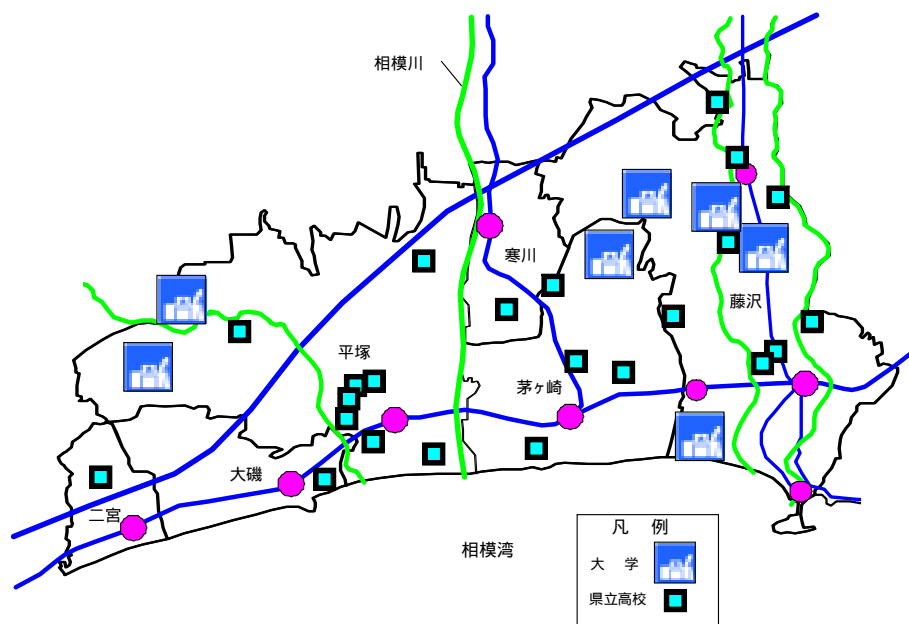 相模川
寒川
藤沢
平塚
茅ヶ崎
大磯
二宮
相模湾
凡　例
大　学
県立高校